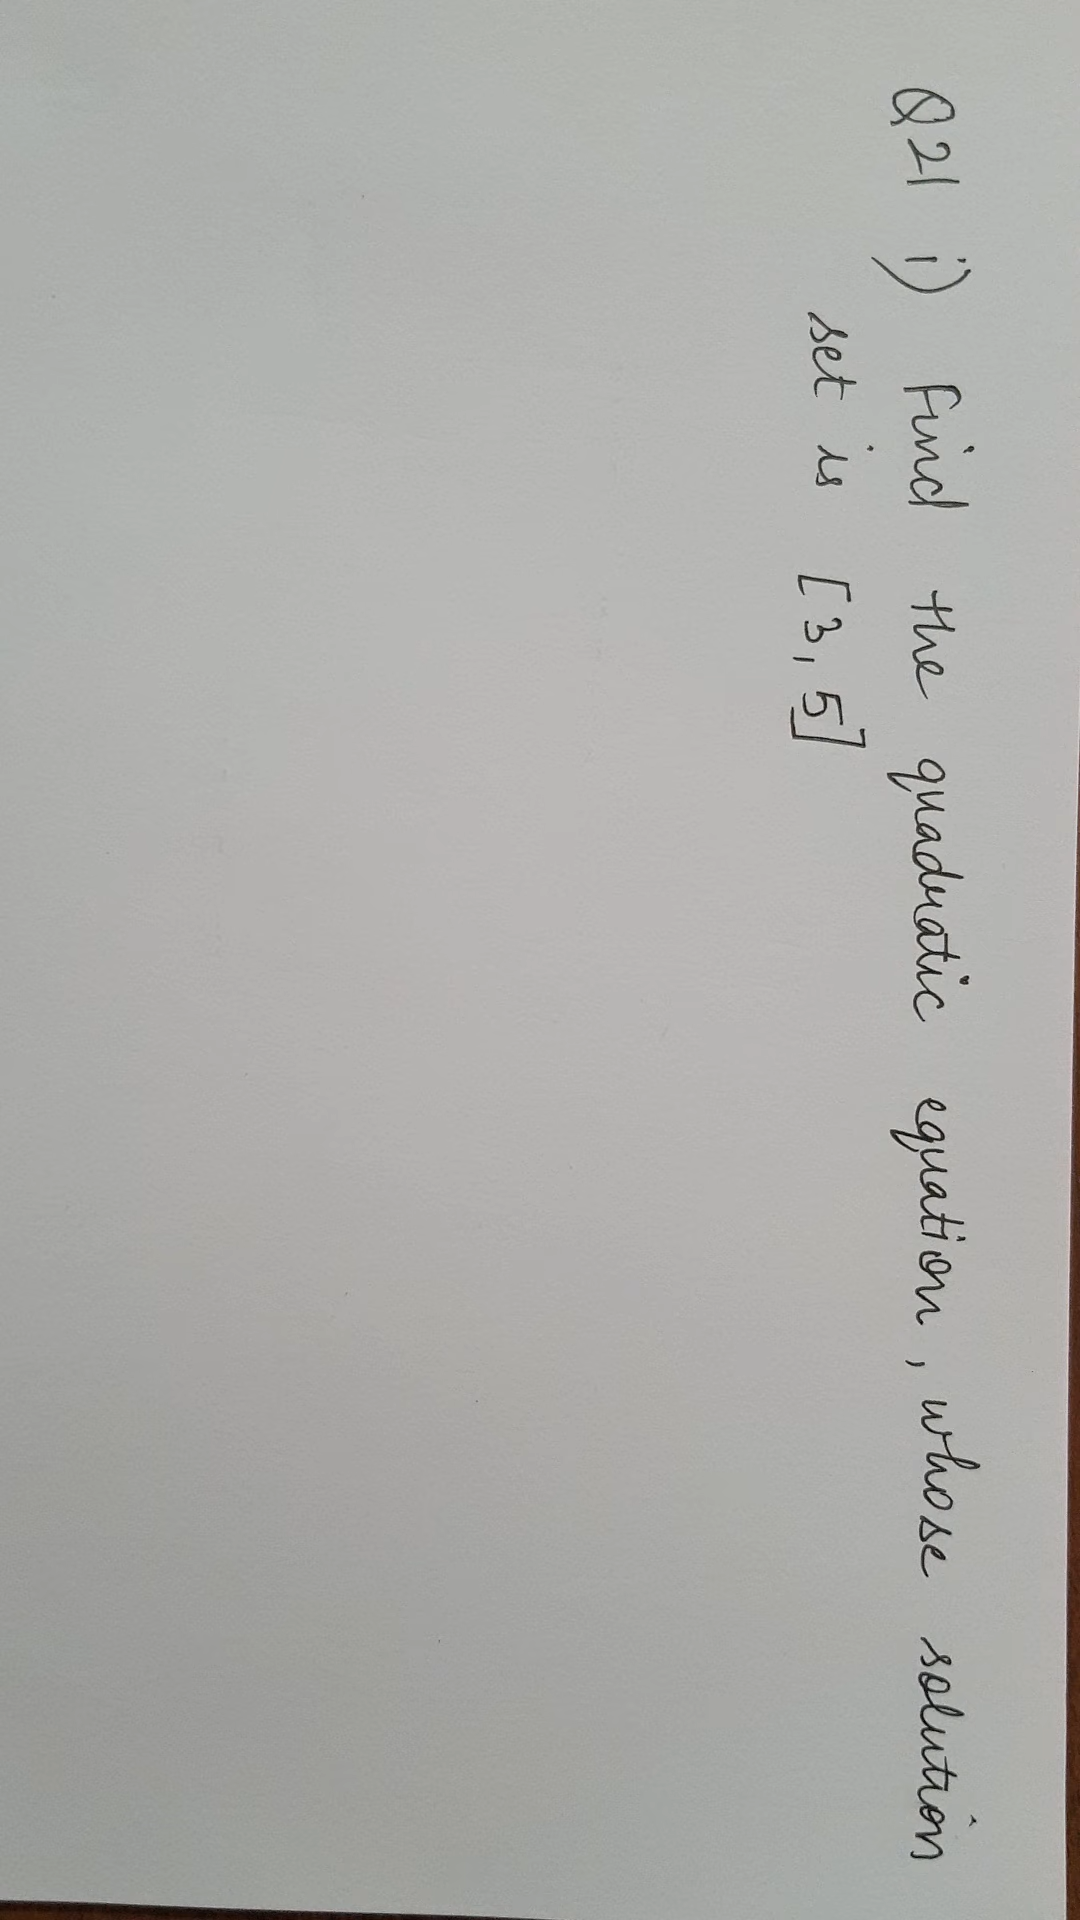 Q21 i) Find the quadratic equation, whose solution
set is [3, 5]